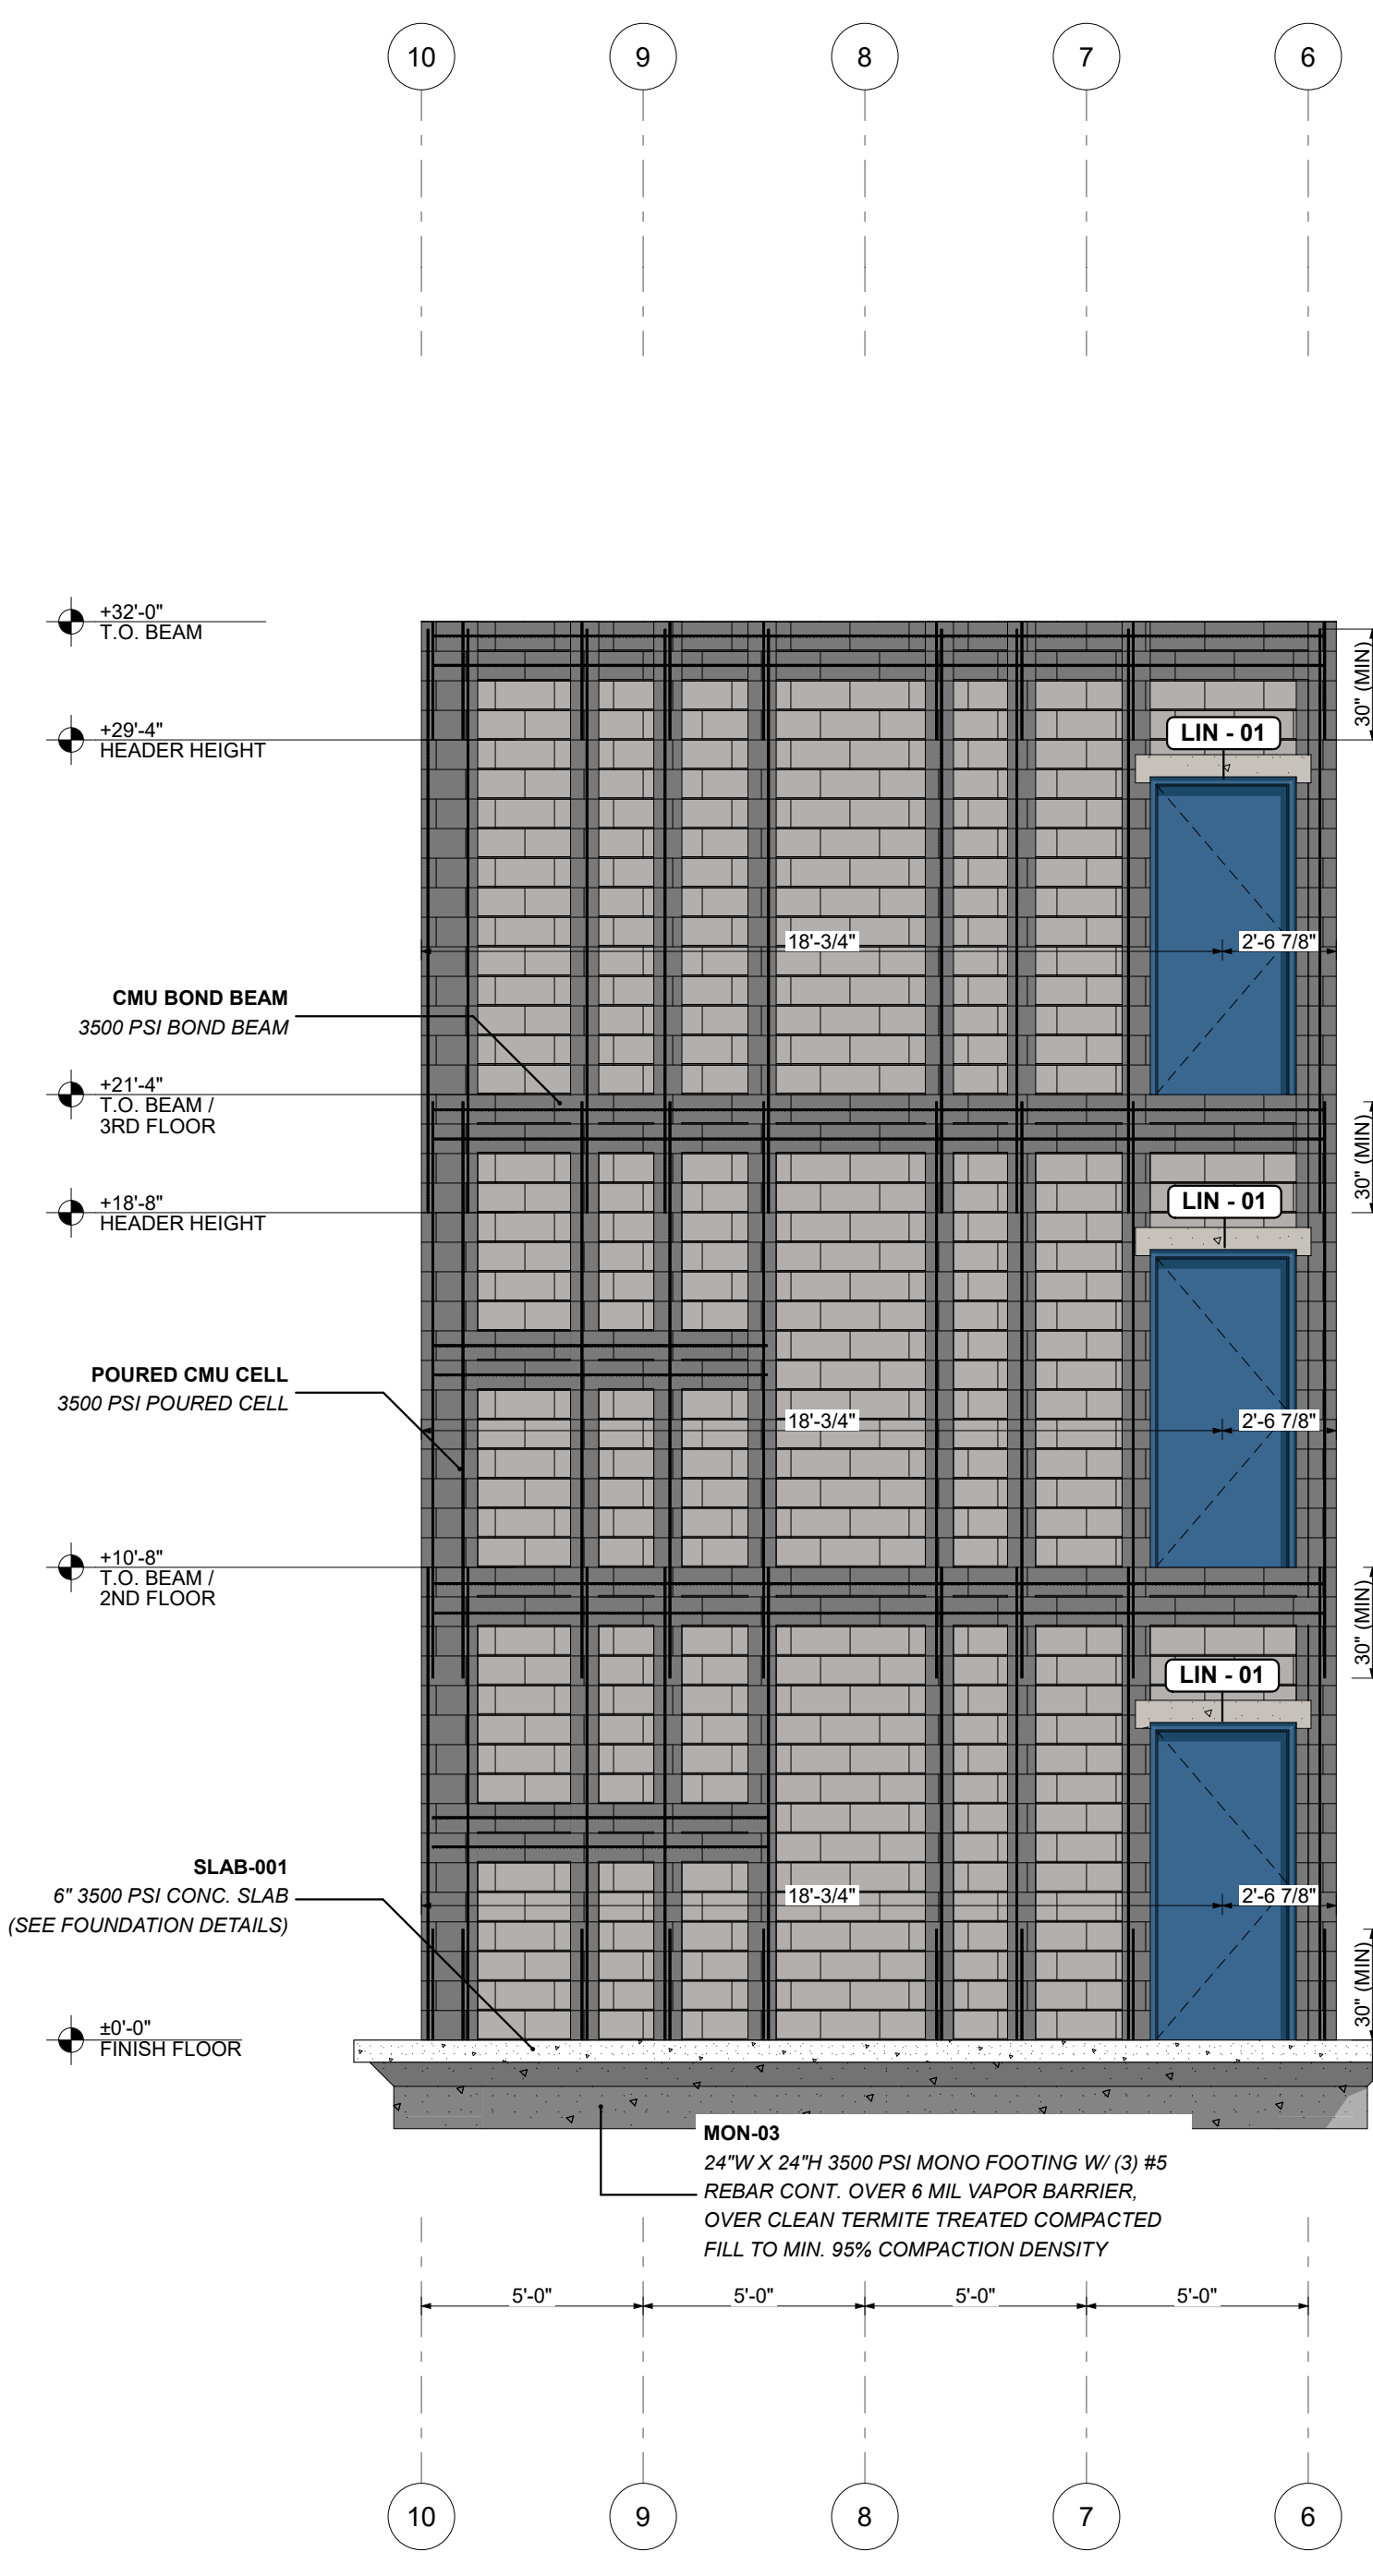 10 9 8 7 6
+32'-0"
T.O. BEAM
30" (MIN)
+29'-4"
HEADER HEIGHT
LIN - 01
18'-3/4" 2'-6 7/8"
CMU BOND BEAM
3500 PSI BOND BEAM
+21'-4"
T.O. BEAM /
3RD FLOOR
30" (MIN)
LIN - 01
+18'-8"
HEADER HEIGHT
POURED CMU CELL
3500 PSI POURED CELL
18'-3/4" 2'-6 7/8"
+10'-8"
T.O. BEAM /
2ND FLOOR
30" (MIN)
LIN - 01
SLAB-001
6" 3500 PSI CONC. SLAB
(SEE FOUNDATION DETAILS)
18'-3/4" 2'-6 7/8"
30" (MIN)
±0'-0"
FINISH FLOOR
MON-03
24"W X 24"H 3500 PSI MONO FOOTING W/ (3) #5
REBAR CONT. OVER 6 MIL VAPOR BARRIER,
OVER CLEAN TERMITE TREATED COMPACTED
FILL TO MIN. 95% COMPACTION DENSITY
5'-0" 5'-0" 5'-0" 5'-0"
10 9 8 7 6